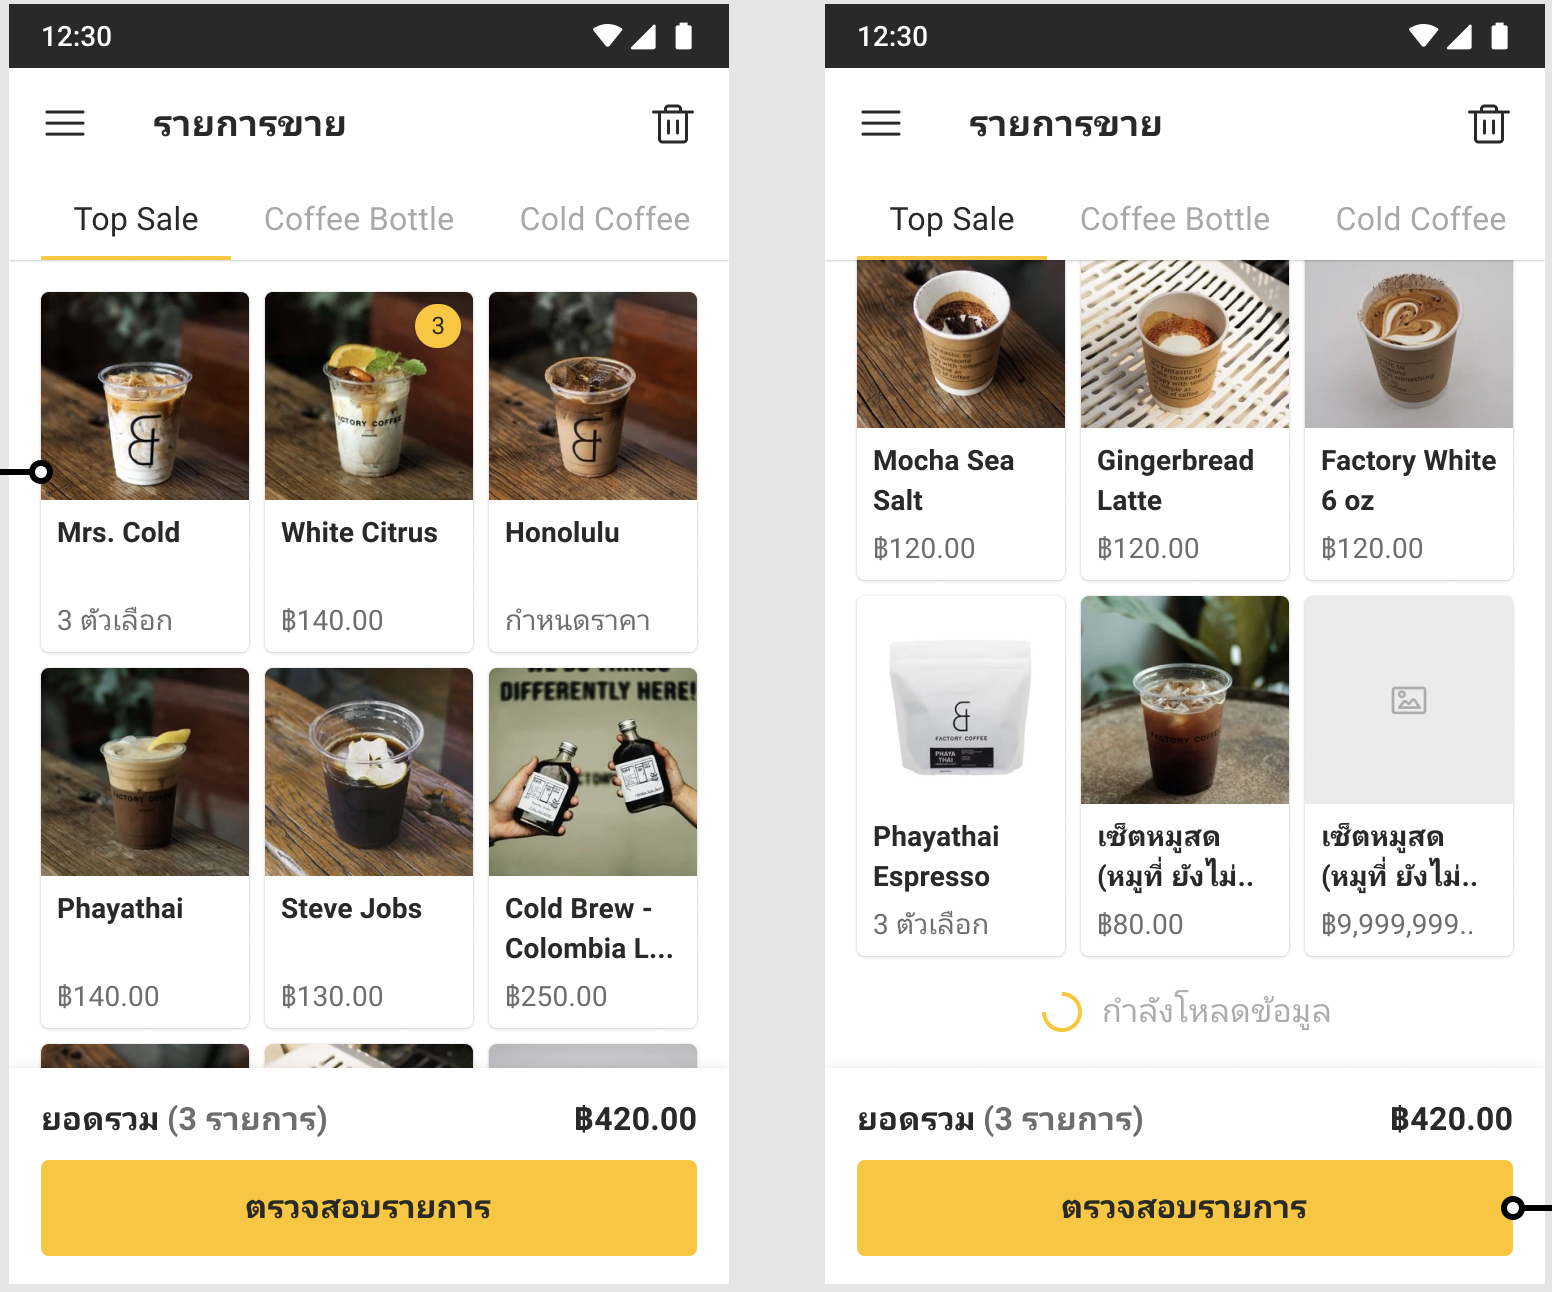 12:30
รายการขาย
Top Sale
Coffee Bottle
Cold Coffee
3
FACTORY COFFEE
Mrs. Cold
White Citrus
Honolulu
3 ตัวเลือก
฿140.00
กำหนดราคา
DIFFERENTLY HERE!
Phayathai
Steve Jobs
Cold Brew -
Colombia L...
฿140.00
฿130.00
฿250.00
ยอดรวม (3 รายการ)
฿420.00
ตรวจสอบรายการ
12:30
รายการขาย
Top Sale
Coffee Bottle
Cold Coffee
Mocha Sea
Salt
Gingerbread
Latte
Factory White
6 oz
฿120.00
฿120.00
฿120.00
FACTORY COFFEE
PHAYA
THAI
FACTORY COFFEE
Phayathai
Espresso
เซ็ตหมูสด
(หมูที่ ยังไม่..
เซ็ตหมูสด
(หมูที่ ยังไม่..
3 ตัวเลือก
฿80.00
฿9,999,999..
กำลังโหลดข้อมูล
ยอดรวม (3 รายการ)
฿420.00
ตรวจสอบรายการ